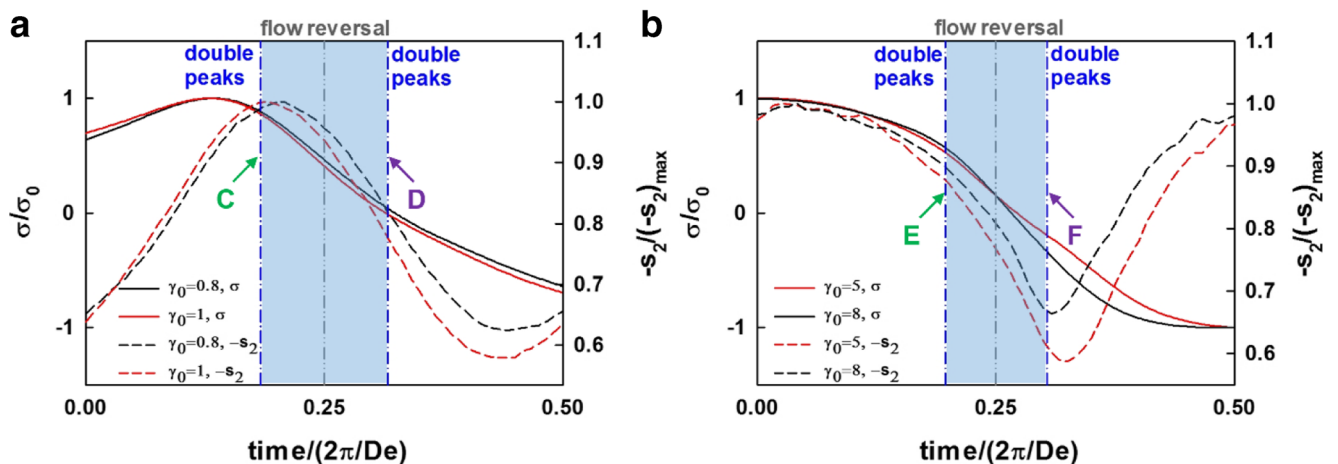 a
flow reversal
double
peaks
double
peaks
1
0
-1
σ/σ₀
1.1
1.0
0.9
0.8
0.7
0.6
-s₂/(-s₂)max
C
D
γ₀=0.8, σ
γ₀=1, σ
γ₀=0.8, -s₂
γ₀=1, -s₂
0.00
0.25
0.50
time/(2π/De)
b
flow reversal
double
peaks
double
peaks
1
0
-1
σ/σ₀
1.1
1.0
0.9
0.8
0.7
0.6
-s₂/(-s₂)max
E
F
γ₀=5, σ
γ₀=8, σ
γ₀=5, -s₂
γ₀=8, -s₂
0.00
0.25
0.50
time/(2π/De)